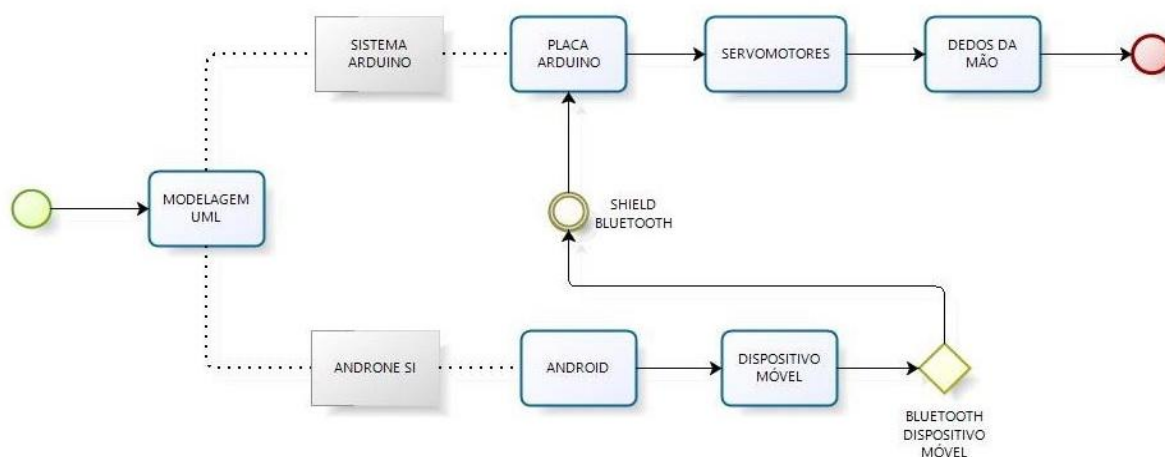 SISTEMA
ARDUINO
PLACA
ARDUINO
SERVOMOTORES
DEDOS DA
MÃO
MODELAGEM
UML
SHIELD
BLUETOOTH
ANDRONE SI
ANDROID
DISPOSITIVO
MÓVEL
BLUETOOTH
DISPOSITIVO
MÓVEL